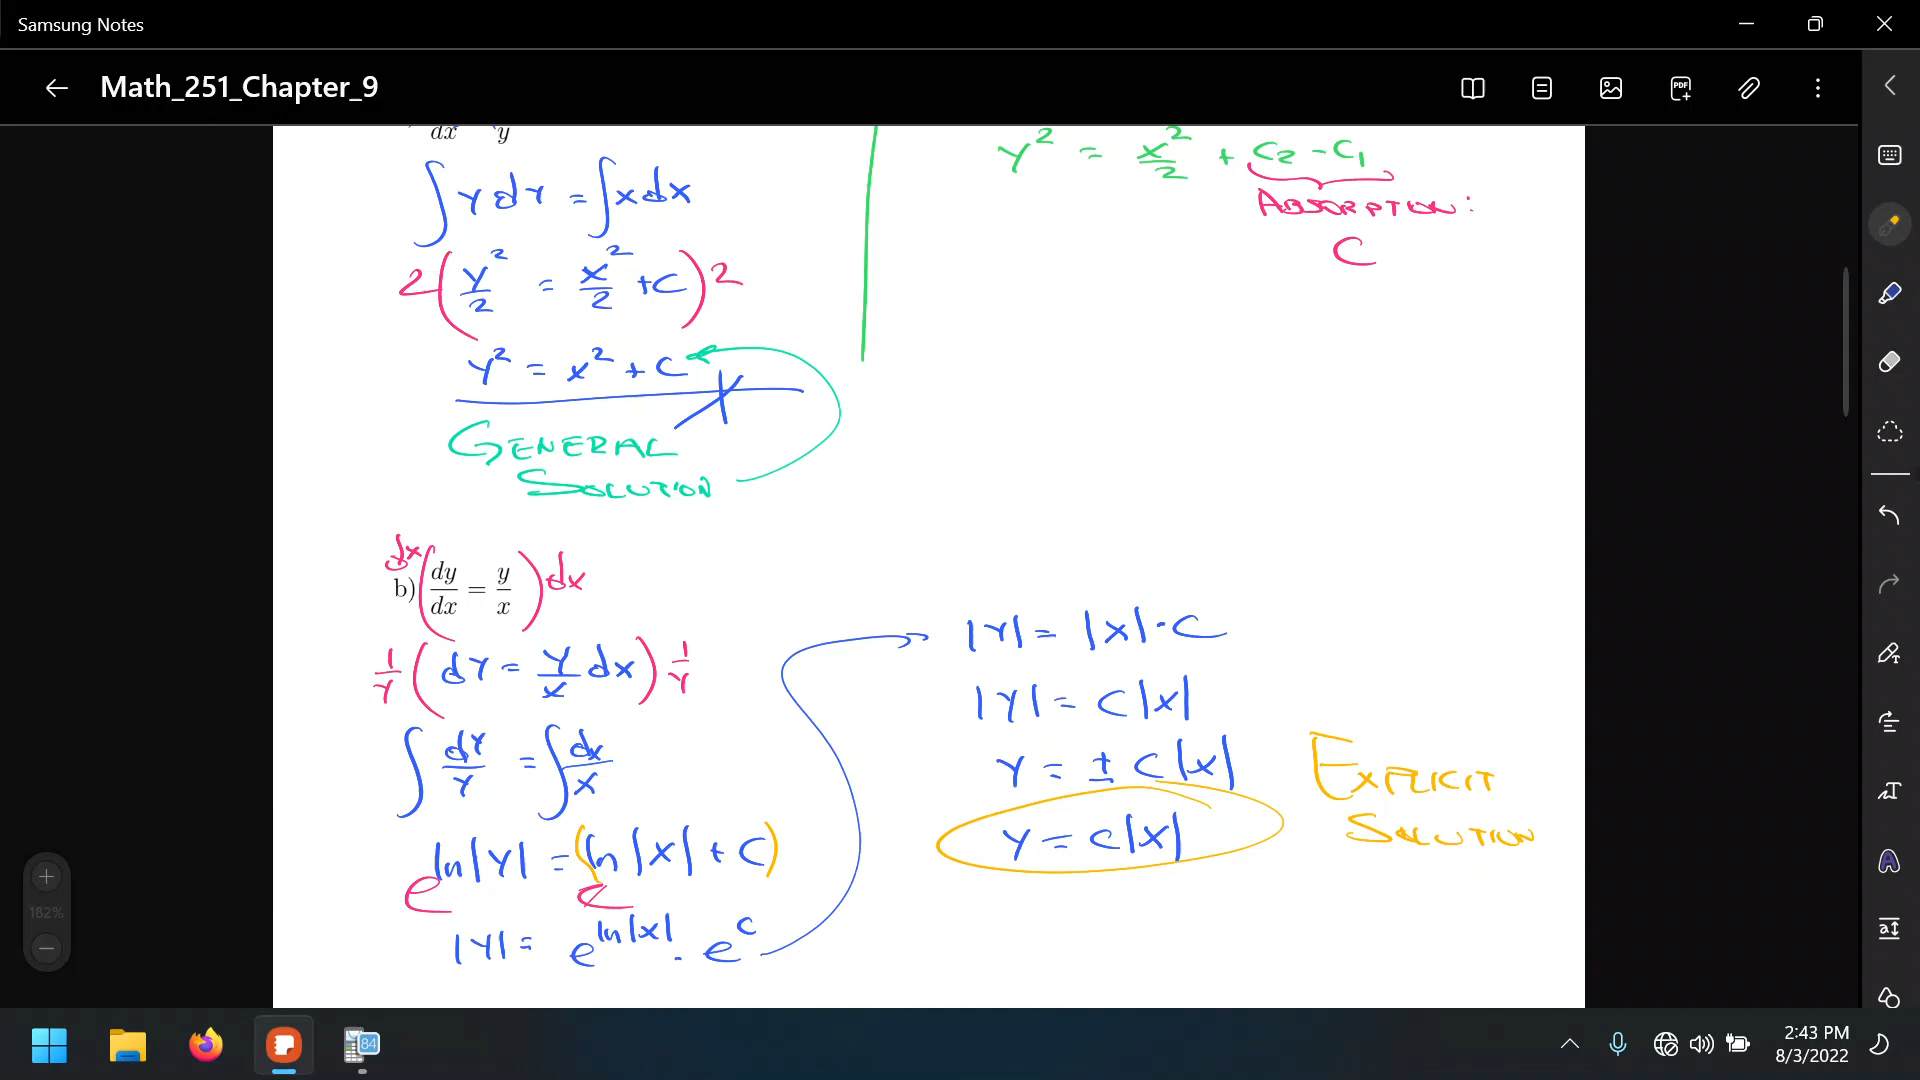 Samsung Notes
Math_251_Chapter_9
dx y
∫ y dy = ∫ x dx
2 ( y²/2 = x²/2 + C ) 2
y² = x² + C
GENERAL
SOLUTION
y² = x²/2 + C₂ - C₁
ABSORPTION:
C
b) dx ( dy/dx = y/x ) dx
1/y ( dy = y/x dx ) 1/y
∫ dy/y = ∫ dx/x
e ln|y| = e (ln|x| + C)
|y| = e^ln|x| · e^C
|y| = |x| · C
|y| = C|x|
y = ± C|x|
y = C|x|
EXPLICIT
SOLUTION
182%
84
2:43 PM
8/3/2022